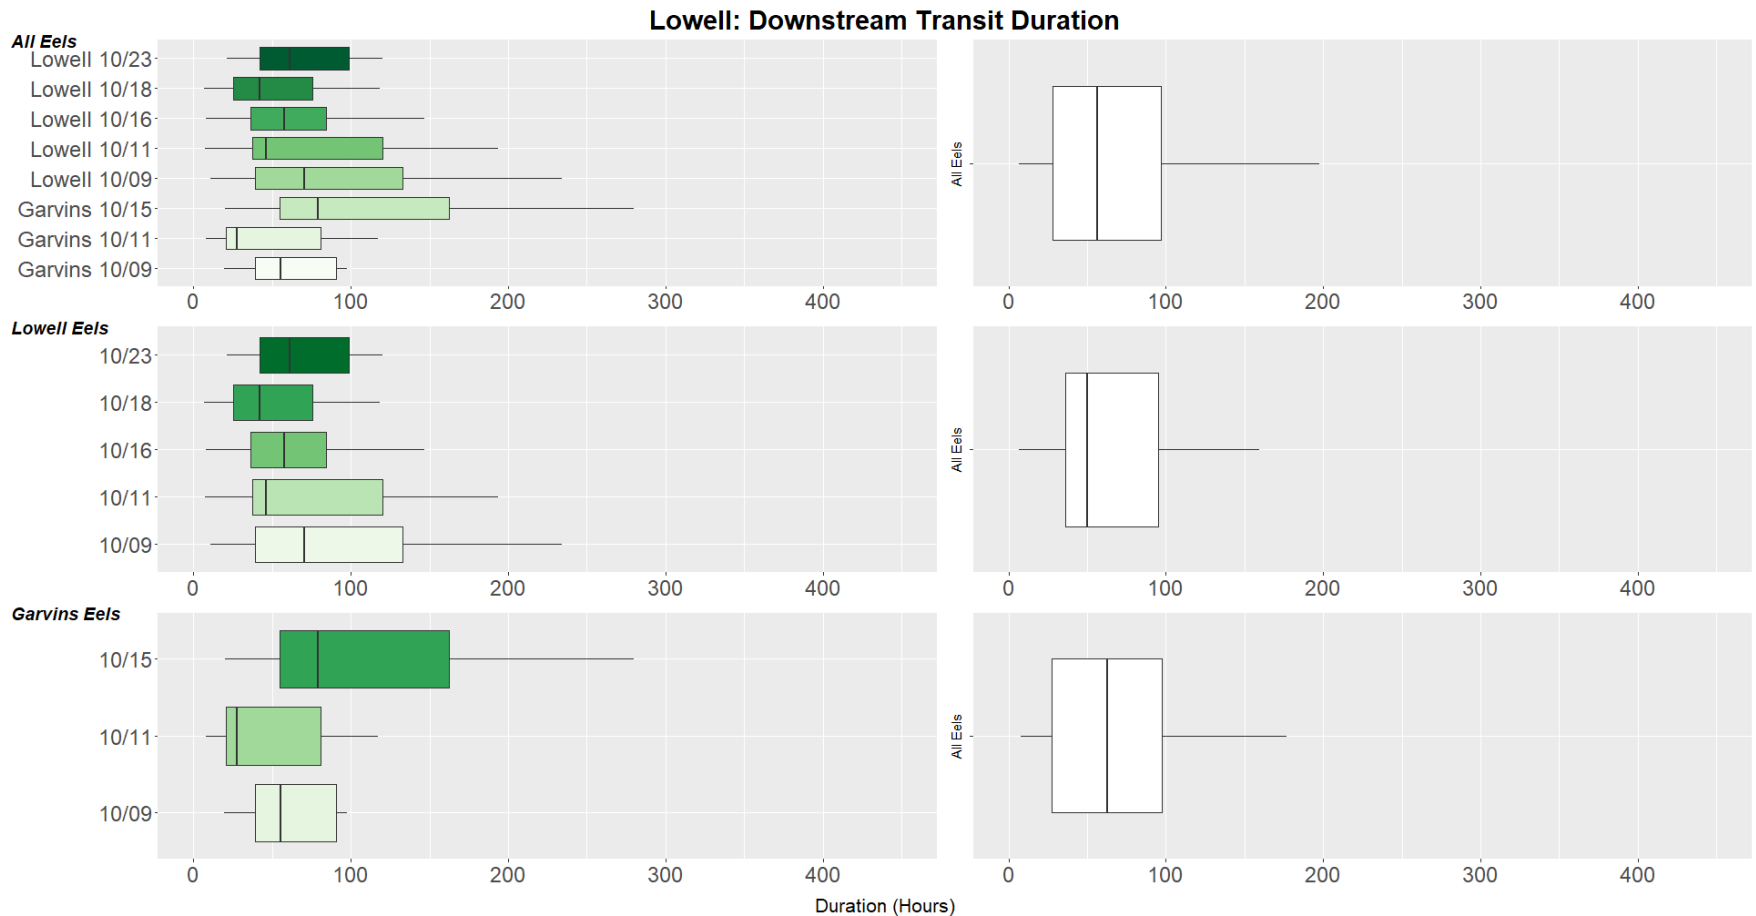 Lowell: Downstream Transit Duration
All Eels
Lowell 10/23
Lowell 10/18
Lowell 10/16
Lowell 10/11
Lowell 10/09
Garvins 10/15
Garvins 10/11
Garvins 10/09
0 100 200 300 400
All Eels
0 100 200 300 400
Lowell Eels
10/23
10/18
10/16
10/11
10/09
0 100 200 300 400
All Eels
0 100 200 300 400
Garvins Eels
10/15
10/11
10/09
0 100 200 300 400
All Eels
0 100 200 300 400
Duration (Hours)